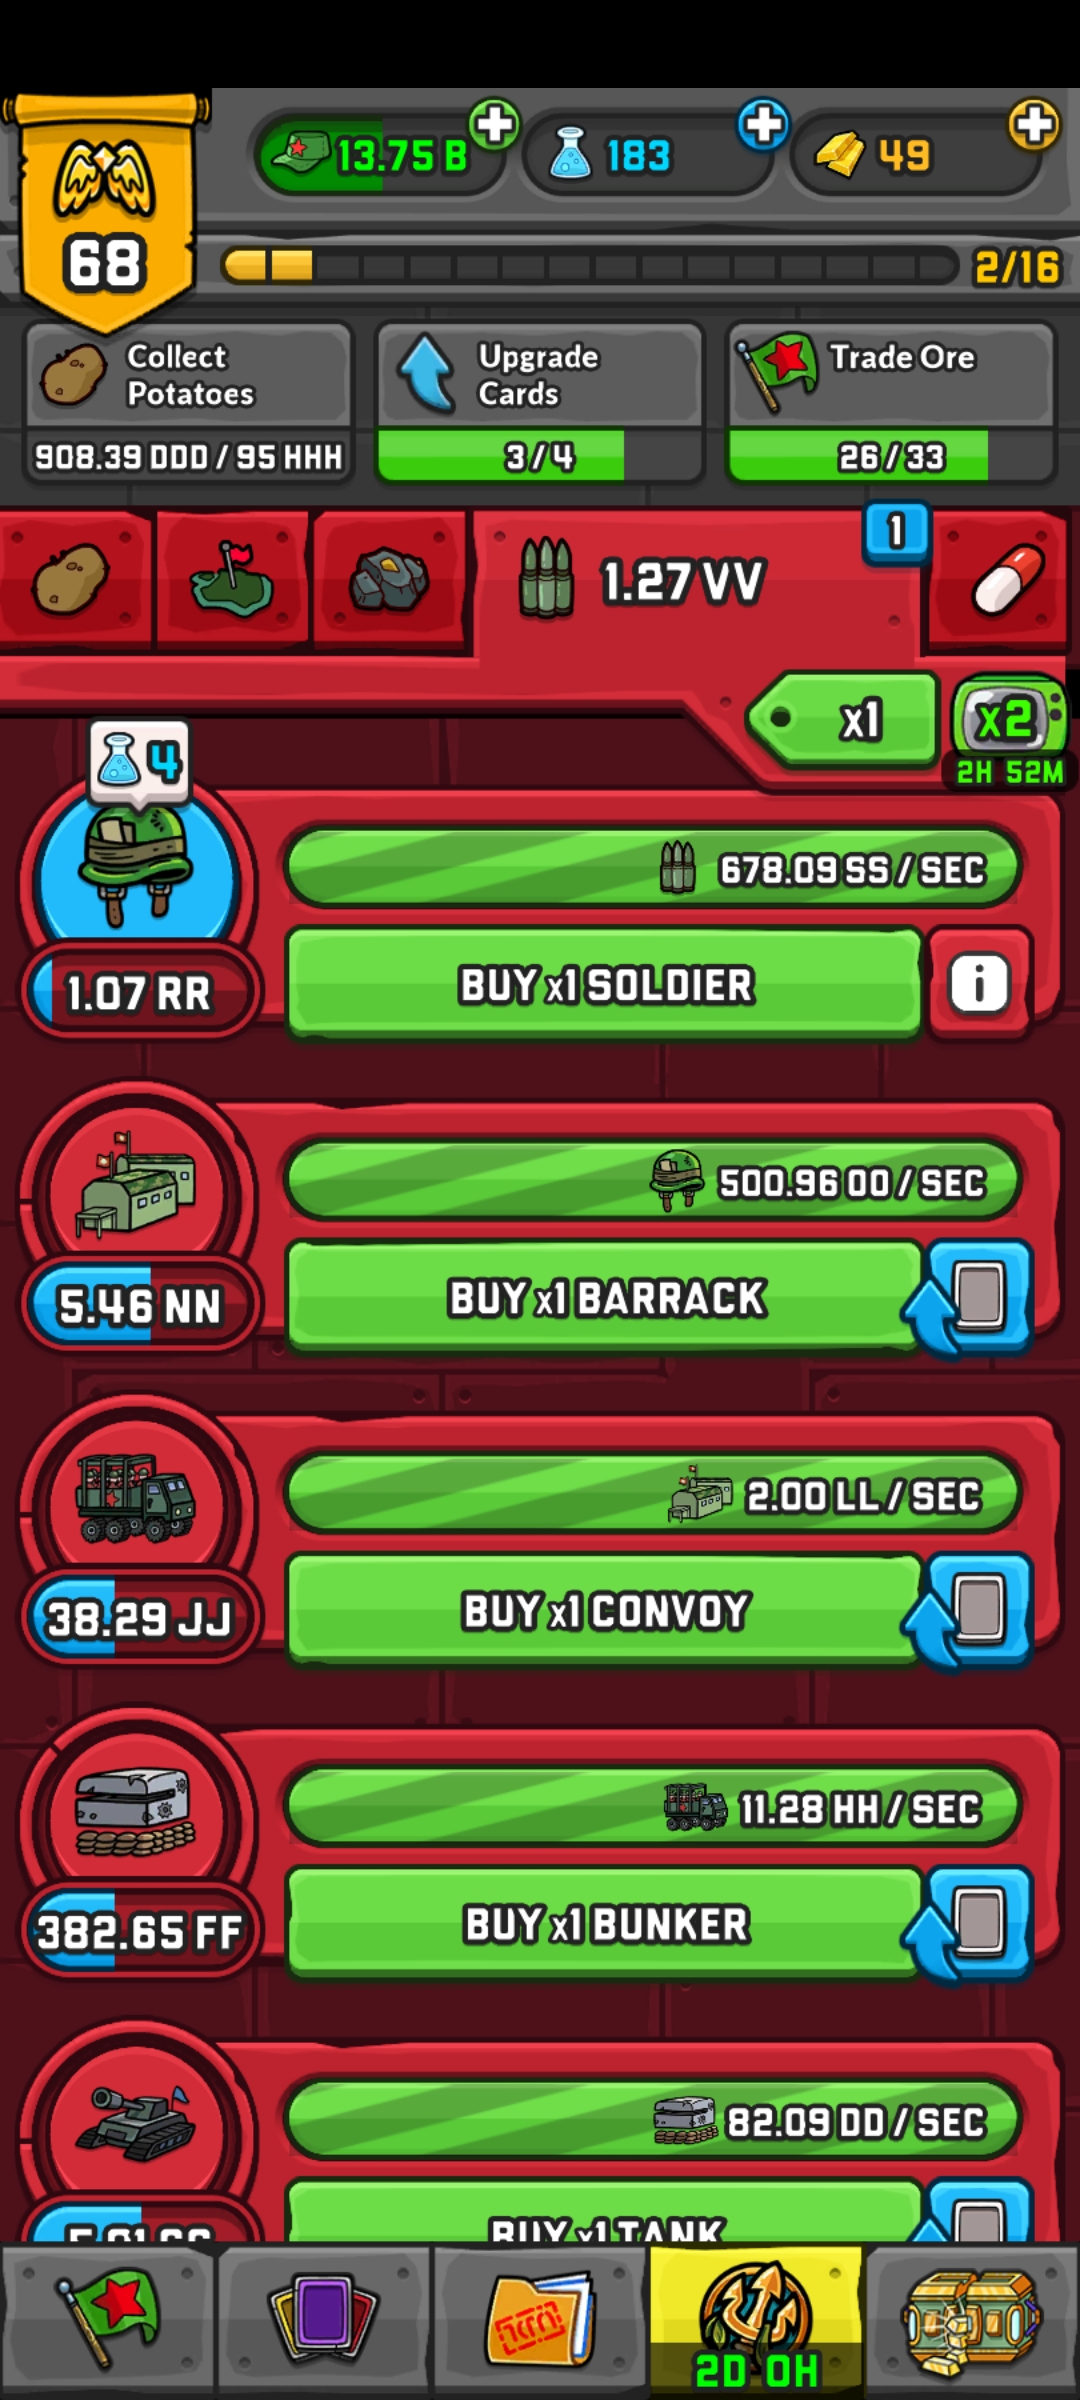 13.75 B
183
49
68
2/16
Collect
Potatoes
Upgrade
Cards
Trade Ore
908.39 DDD / 95 HHH
3/4
26/33
1
1.27 VV
x1
x2
2H 52M
4
678.09 SS / SEC
BUY x1 SOLDIER
i
1.07 RR
500.96 OO / SEC
BUY x1 BARRACK
5.46 NN
2.00 LL / SEC
BUY x1 CONVOY
38.29 JJ
11.28 HH / SEC
BUY x1 BUNKER
382.65 FF
82.09 DD / SEC
BUY x1 TANK
2D 0H